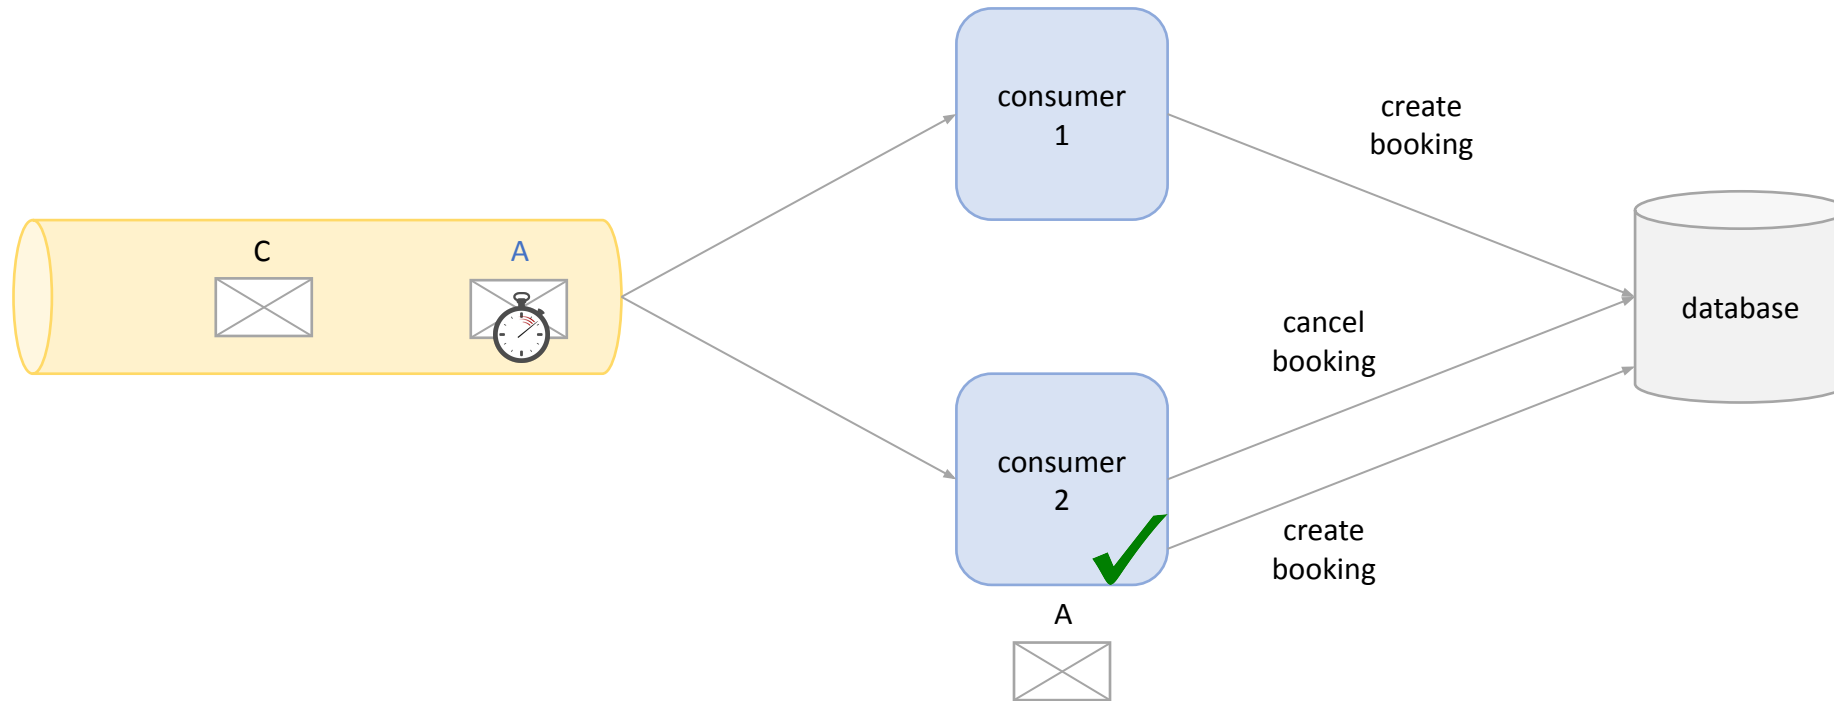 C
A
consumer
1
create
booking
database
cancel
booking
consumer
2
create
booking
A